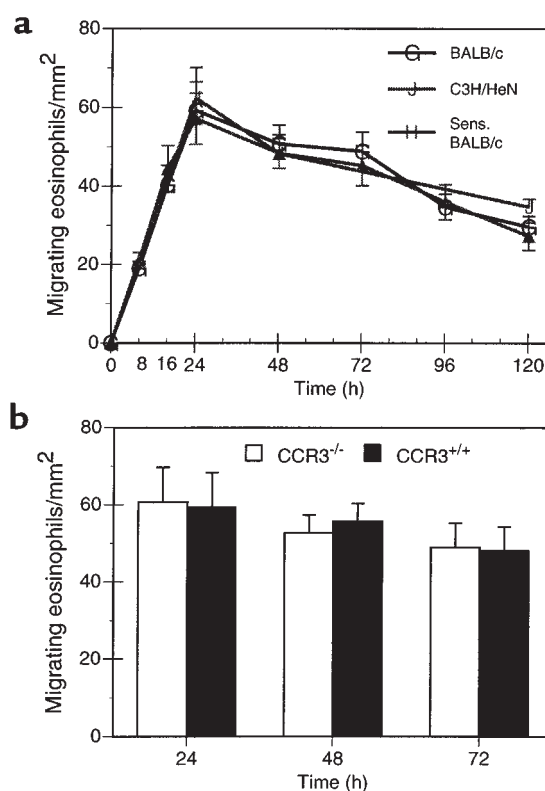 a
Migrating eosinophils/mm2
80
60
40
20
0
BALB/c
C3H/HeN
Sens.
BALB/c
0 8 16 24 48 72 96 120
Time (h)
b
Migrating eosinophils/mm2
80
60
40
20
0
CCR3-/- CCR3+/+
24 48 72
Time (h)